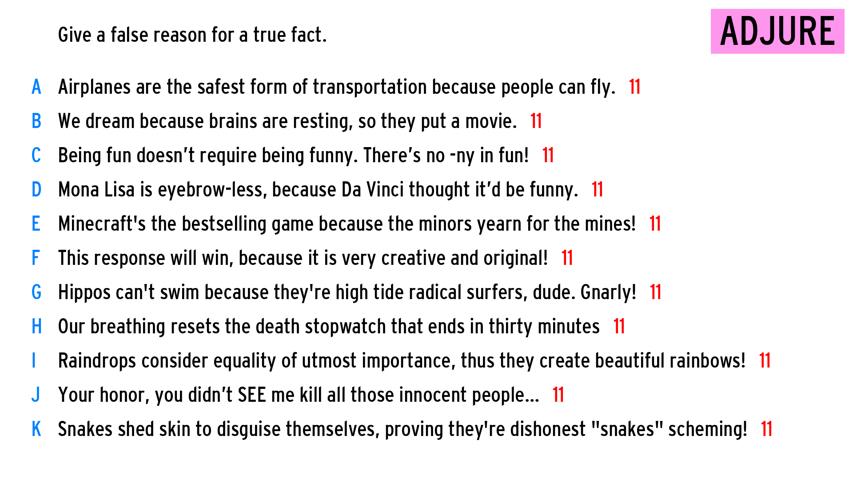 Give a false reason for a true fact.
ADJURE
A Airplanes are the safest form of transportation because people can fly. 11
B We dream because brains are resting, so they put a movie. 11
C Being fun doesn't require being funny. There's no -ny in fun! 11
D Mona Lisa is eyebrow-less, because Da Vinci thought it'd be funny. 11
E Minecraft's the bestselling game because the minors yearn for the mines! 11
F This response will win, because it is very creative and original! 11
G Hippos can't swim because they're high tide radical surfers, dude. Gnarly! 11
H Our breathing resets the death stopwatch that ends in thirty minutes 11
I Raindrops consider equality of utmost importance, thus they create beautiful rainbows! 11
J Your honor, you didn't SEE me kill all those innocent people... 11
K Snakes shed skin to disguise themselves, proving they're dishonest "snakes" scheming! 11